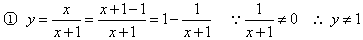 ① y = x/(x+1) = (x+1-1)/(x+1) = 1 - 1/(x+1) ∵ 1/(x+1) ≠ 0 ∴ y ≠ 1